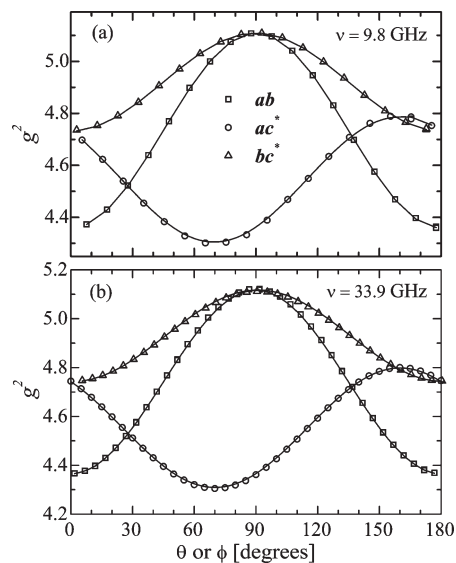 (a)
ν = 9.8 GHz
5.1
4.8
4.6
4.4
g²
ab
ac*
bc*
(b)
ν = 33.9 GHz
5.2
5.0
4.8
4.6
4.4
4.2
g²
0 30 60 90 120 150 180
θ or ϕ [degrees]